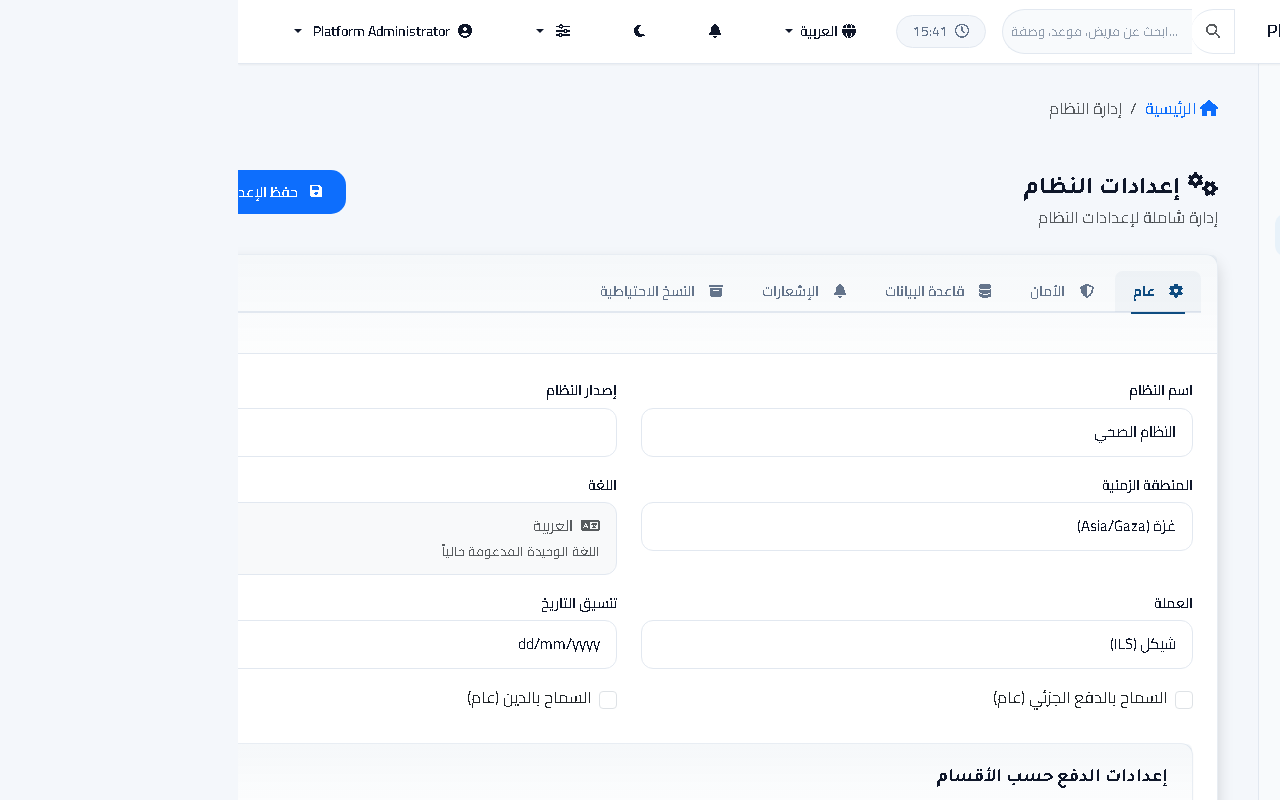 ابحث عن مريض، موعد، وصفة...
15:41
العربية
Platform Administrator
الرئيسية / إدارة النظام
إعدادات النظام
إدارة شاملة لإعدادات النظام
عام
الأمان
قاعدة البيانات
الإشعارات
النسخ الاحتياطية
اسم النظام
إصدار النظام
النظام الصحي
المنطقة الزمنية
اللغة
غزة (Asia/Gaza)
العربية
اللغة الوحيدة المدعومة حالياً
العملة
تنسيق التاريخ
شيكل (ILS)
dd/mm/yyyy
السماح بالدفع الجزئي (عام)
السماح بالدين (عام)
إعدادات الدفع حسب الأقسام
حفظ